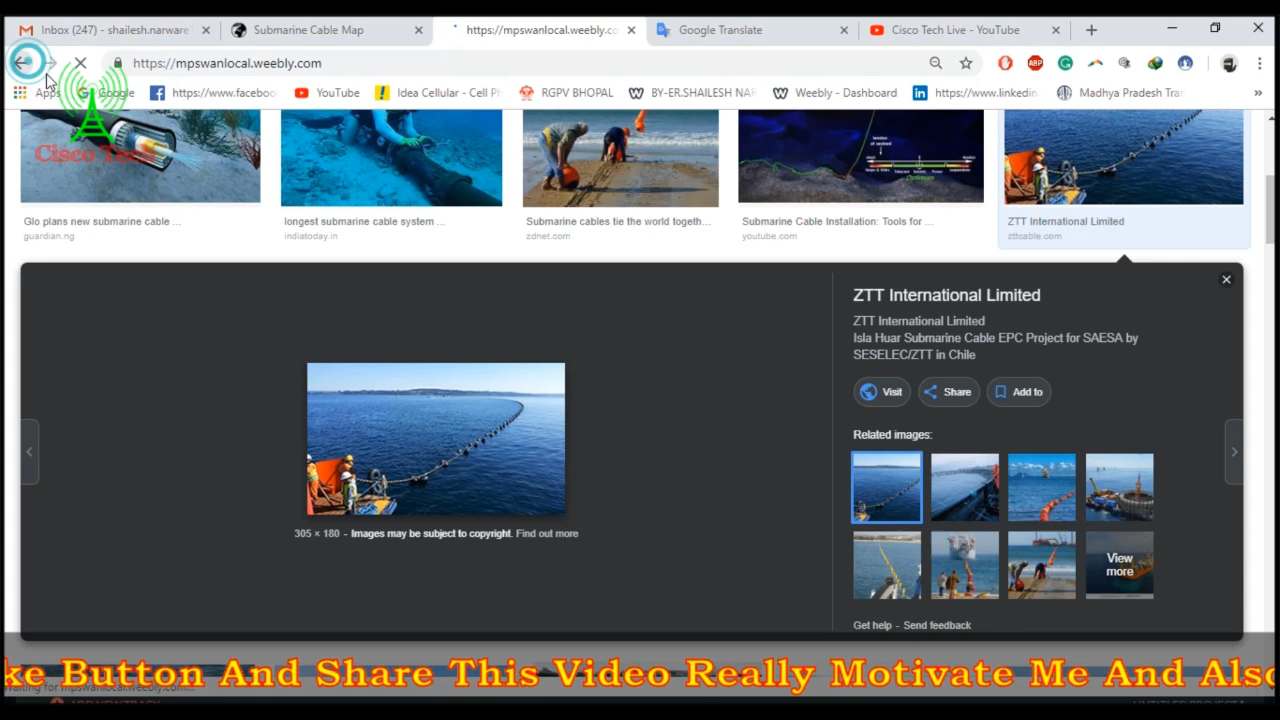 Inbox (247) - shailesh.narware
Submarine Cable Map
https://mpswanlocal.weebly.co
Google Translate
Cisco Tech Live - YouTube
https://mpswanlocal.weebly.com
Apps
Google
https://www.faceboo
YouTube
Idea Cellular - Cell Ph
RGPV BHOPAL
BY-ER.SHAILESH NAR
Weebly - Dashboard
https://www.linkedin
Madhya Pradesh Tra
ABP
Cisco Tech
Optimum
Glo plans new submarine cable ...
guardian.ng
longest submarine cable system ...
indiatoday.in
Submarine cables tie the world togeth...
zdnet.com
Submarine Cable Installation: Tools for ...
youtube.com
ZTT International Limited
zttcable.com
ZTT International Limited
ZTT International Limited
Isla Huar Submarine Cable EPC Project for SAESA by
SESELEC/ZTT in Chile
Visit
Share
Add to
Related images:
View
more
305 × 180 - Images may be subject to copyright. Find out more
Get help - Send feedback
ke Button And Share This Video Really Motivate Me And Also
Waiting for mpswanlocal.weebly.com...